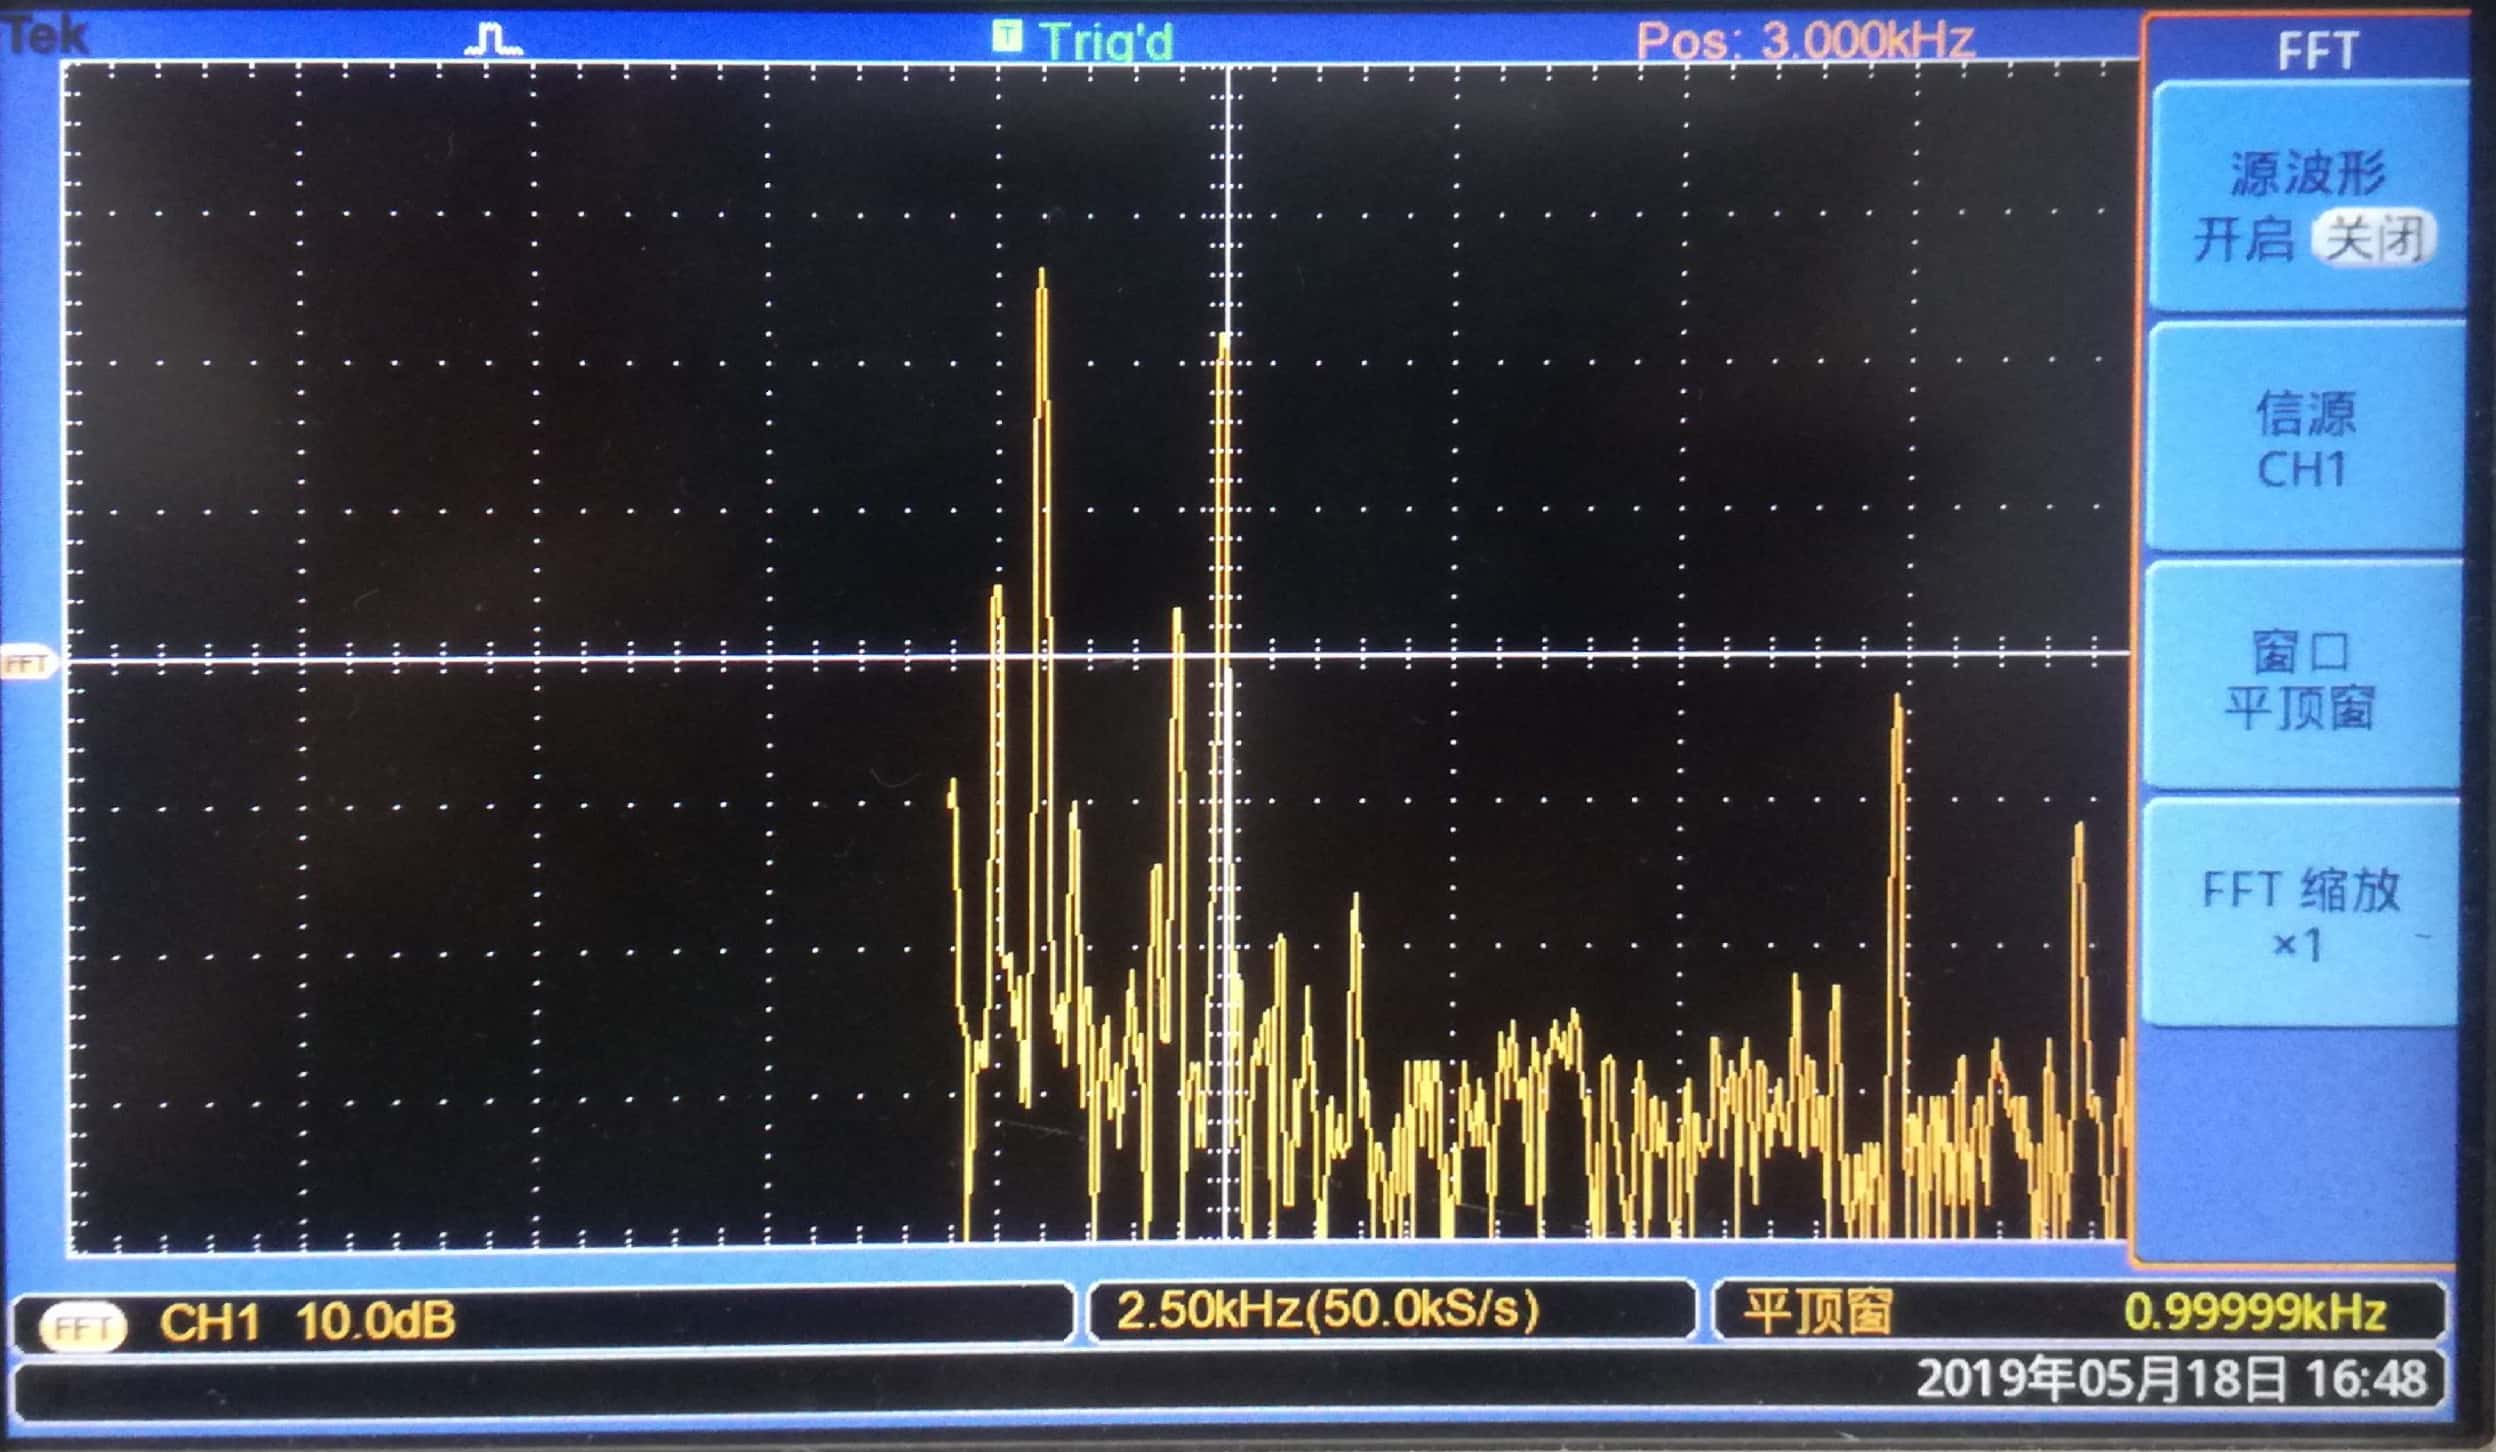 Tek
T Trig'd
Pos: 3.000kHz
FFT
源波形
开启 关闭
信源
CH1
窗口
平顶窗
FFT 缩放
×1
FFT
FFT CH1 10.0dB
2.50kHz(50.0kS/s)
平顶窗 0.99999kHz
2019年05月18日 16:48